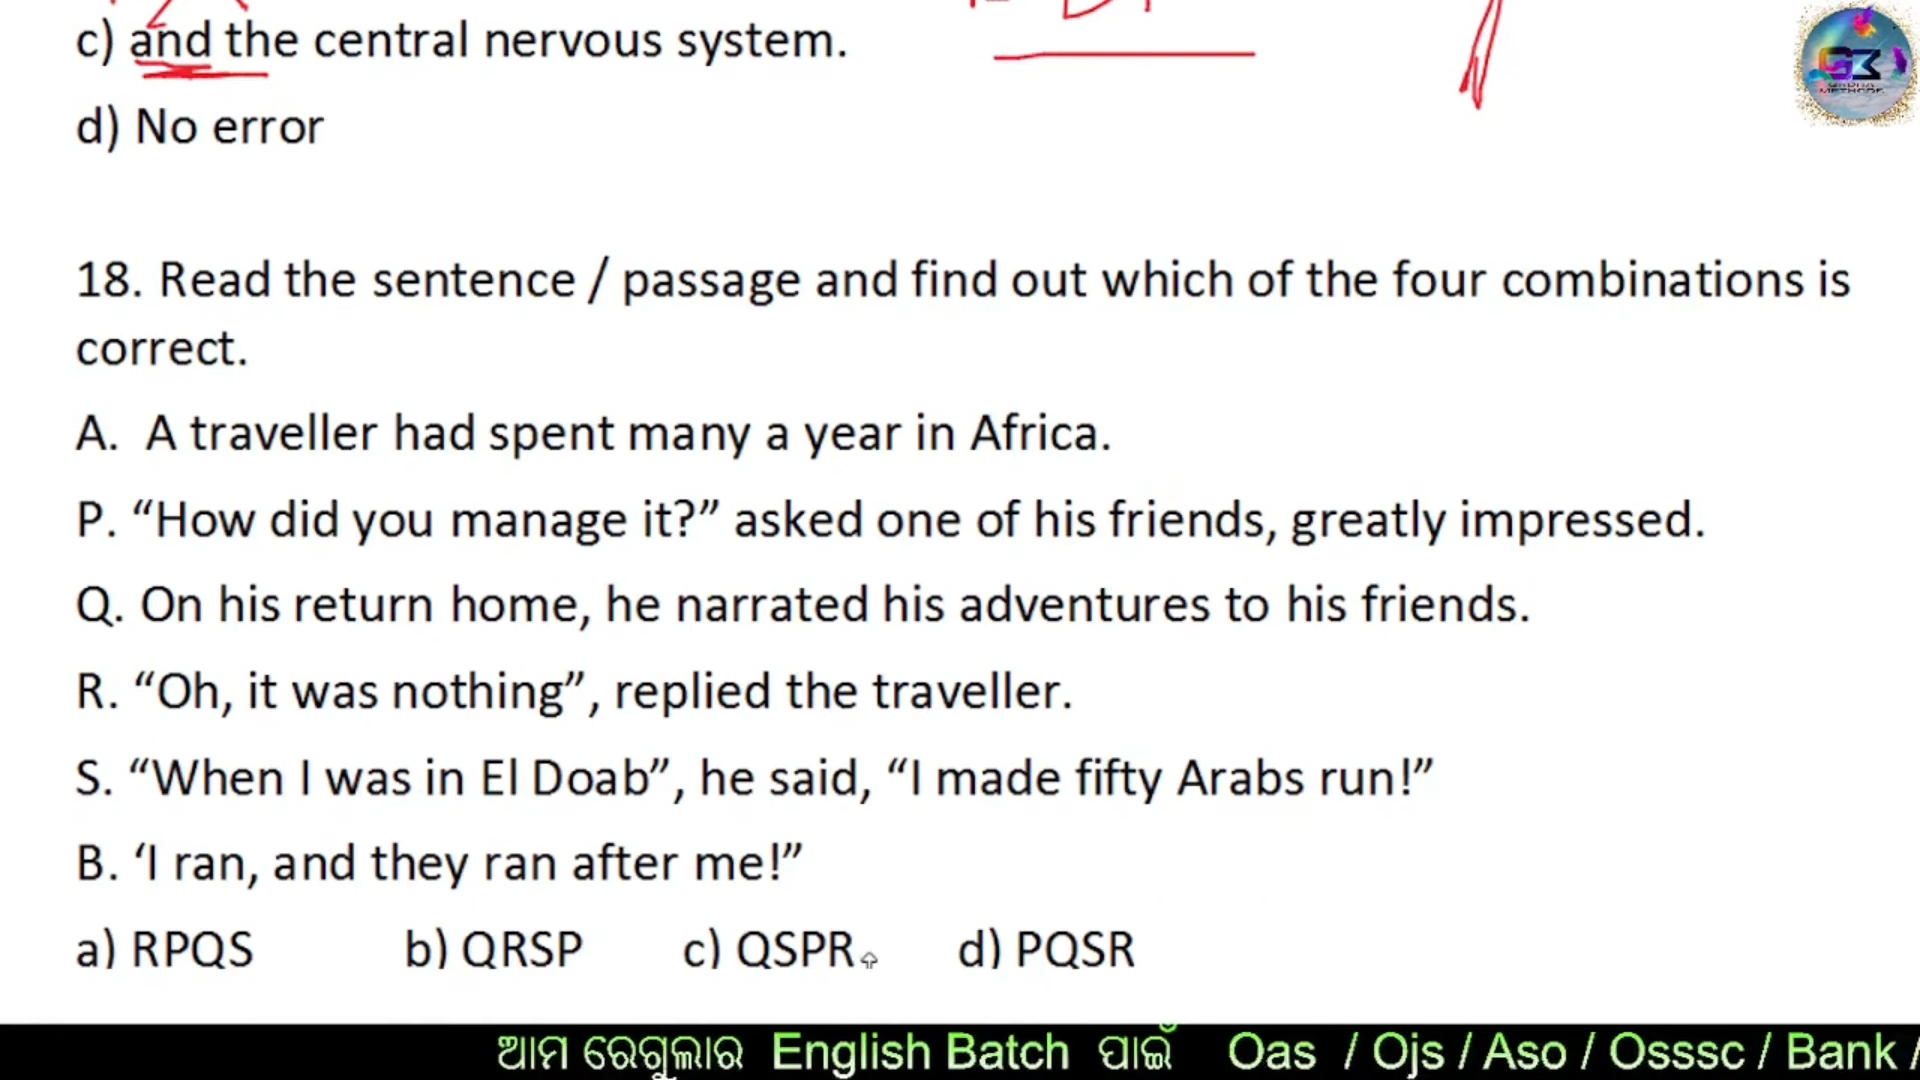 c) and the central nervous system.
d) No error
18. Read the sentence / passage and find out which of the four combinations is
correct.
A. A traveller had spent many a year in Africa.
P. “How did you manage it?” asked one of his friends, greatly impressed.
Q. On his return home, he narrated his adventures to his friends.
R. “Oh, it was nothing”, replied the traveller.
S. “When I was in El Doab”, he said, “I made fifty Arabs run!”
B. ‘I ran, and they ran after me!”
a) RPQS b) QRSP c) QSPR d) PQSR
ଆମ ରେଗୁଲାର English Batch ପାଇଁ Oas / Ojs / Aso / Osssc / Bank /